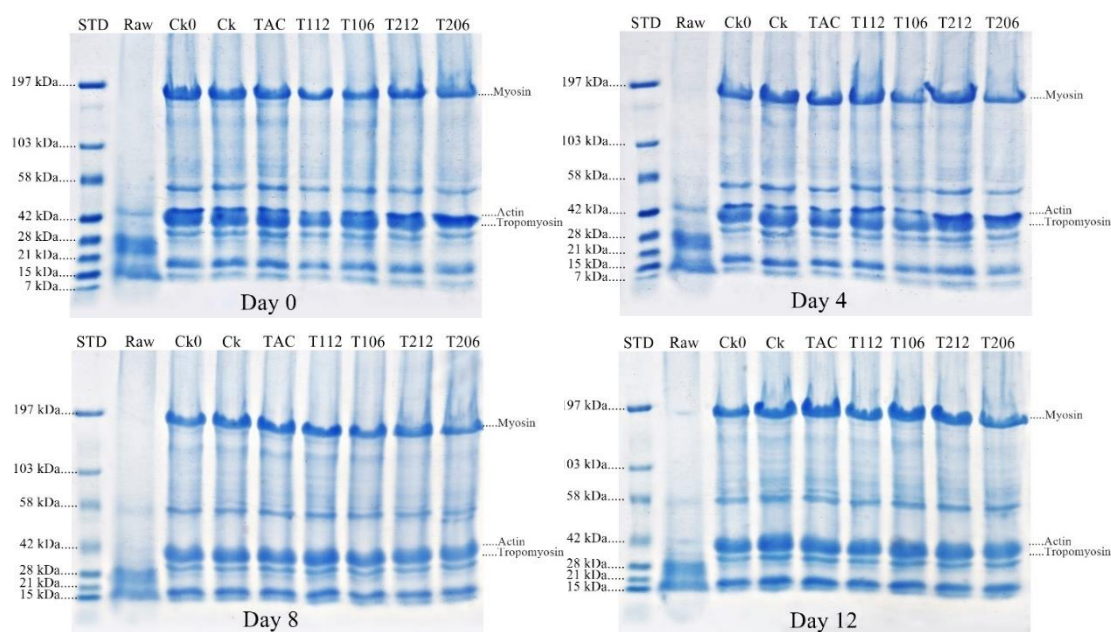 STD Raw Ck0 Ck TAC T112 T106 T212 T206
197 kDa.....
.....Myosin
103 kDa.....
58 kDa.....
42 kDa.....
.....Actin
.....Tropomyosin
28 kDa.....
21 kDa.....
15 kDa.....
7 kDa.....
Day 0
STD Raw Ck0 Ck TAC T112 T106 T212 T206
197 kDa.....
.....Myosin
103 kDa.....
58 kDa.....
42 kDa.....
.....Actin
.....Tropomyosin
28 kDa.....
21 kDa.....
15 kDa.....
7 kDa.....
Day 4
STD Raw Ck0 Ck TAC T112 T106 T212 T206
197 kDa.....
.....Myosin
103 kDa.....
58 kDa.....
42 kDa.....
.....Actin
.....Tropomyosin
28 kDa.....
21 kDa.....
15 kDa.....
Day 8
STD Raw Ck0 Ck TAC T112 T106 T212 T206
97 kDa.....
.....Myosin
03 kDa.....
58 kDa.....
42 kDa.....
.....Actin
.....Tropomyosin
28 kDa.....
21 kDa.....
15 kDa.....
Day 12